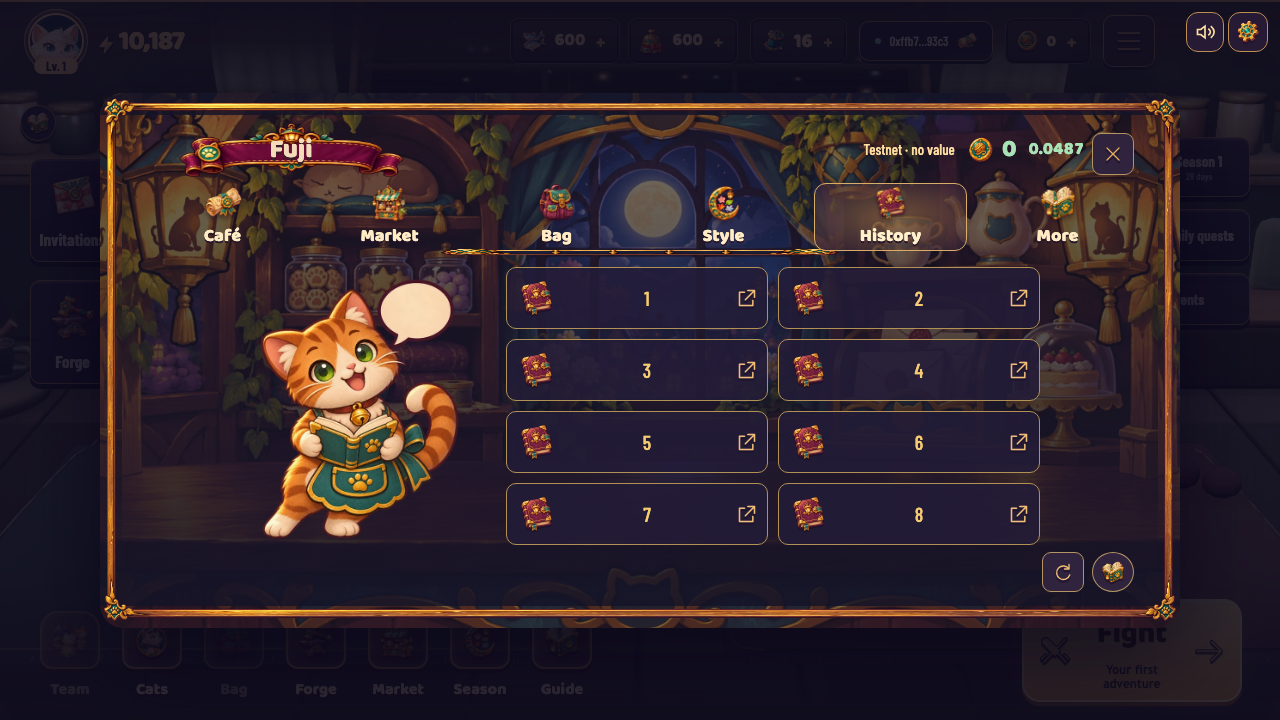 10,187
Lv. 1
600 +
600 +
16 +
0xffb7...93c3
0 +
Fuji
Testnet · no value
0
0.0487
Café
Market
Bag
Style
History
More
1
2
3
4
5
6
7
8
Invitation
Forge
Season 1
28 days
ily quests
ents
Team
Cats
Bag
Forge
Market
Season
Guide
Fight
Your first
adventure